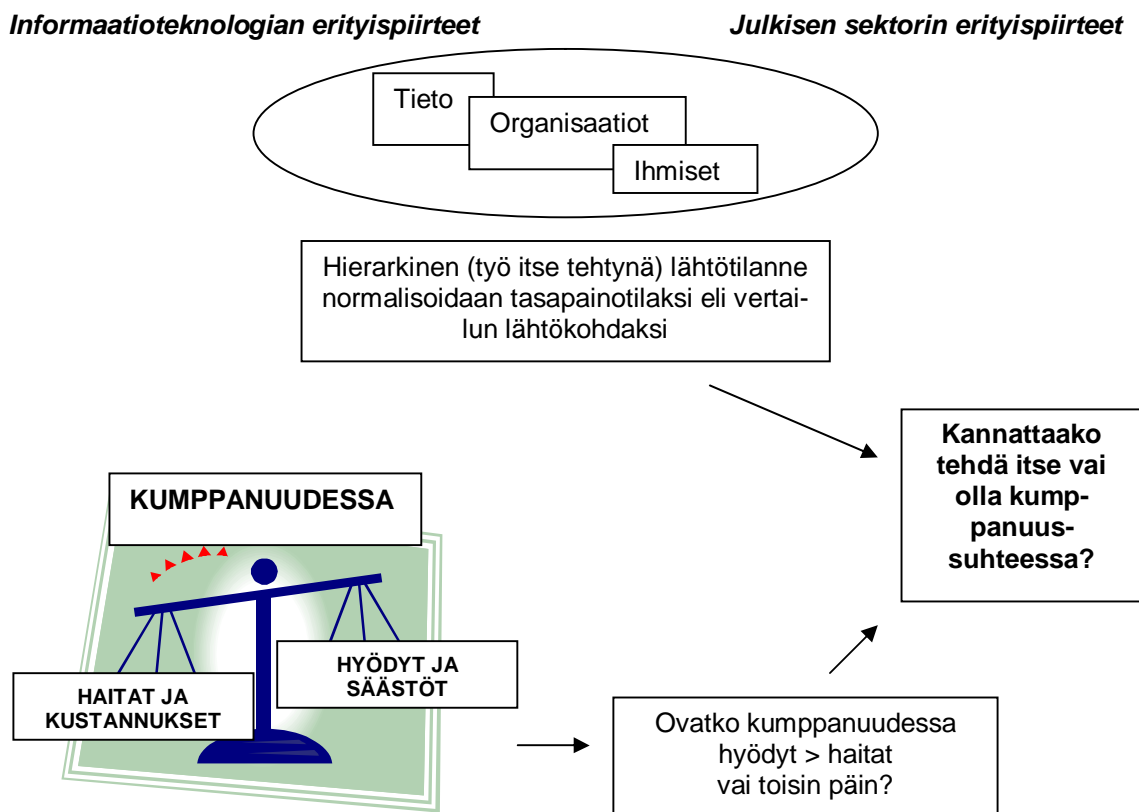 Informaatioteknologian erityispiirteet
Julkisen sektorin erityispiirteet
Tieto
Organisaatiot
Ihmiset
Hierarkinen (työ itse tehtynä) lähtötilanne
normalisoidaan tasapainotilaksi eli vertai-
lun lähtökohdaksi
Kannattaako
tehdä itse vai
olla kump-
panuus-
suhteessa?
KUMPPANUUDESSA
HYÖDYT JA
SÄÄSTÖT
HAITAT JA
KUSTANNUKSET
Ovatko kumppanuudessa
hyödyt > haitat
vai toisin päin?